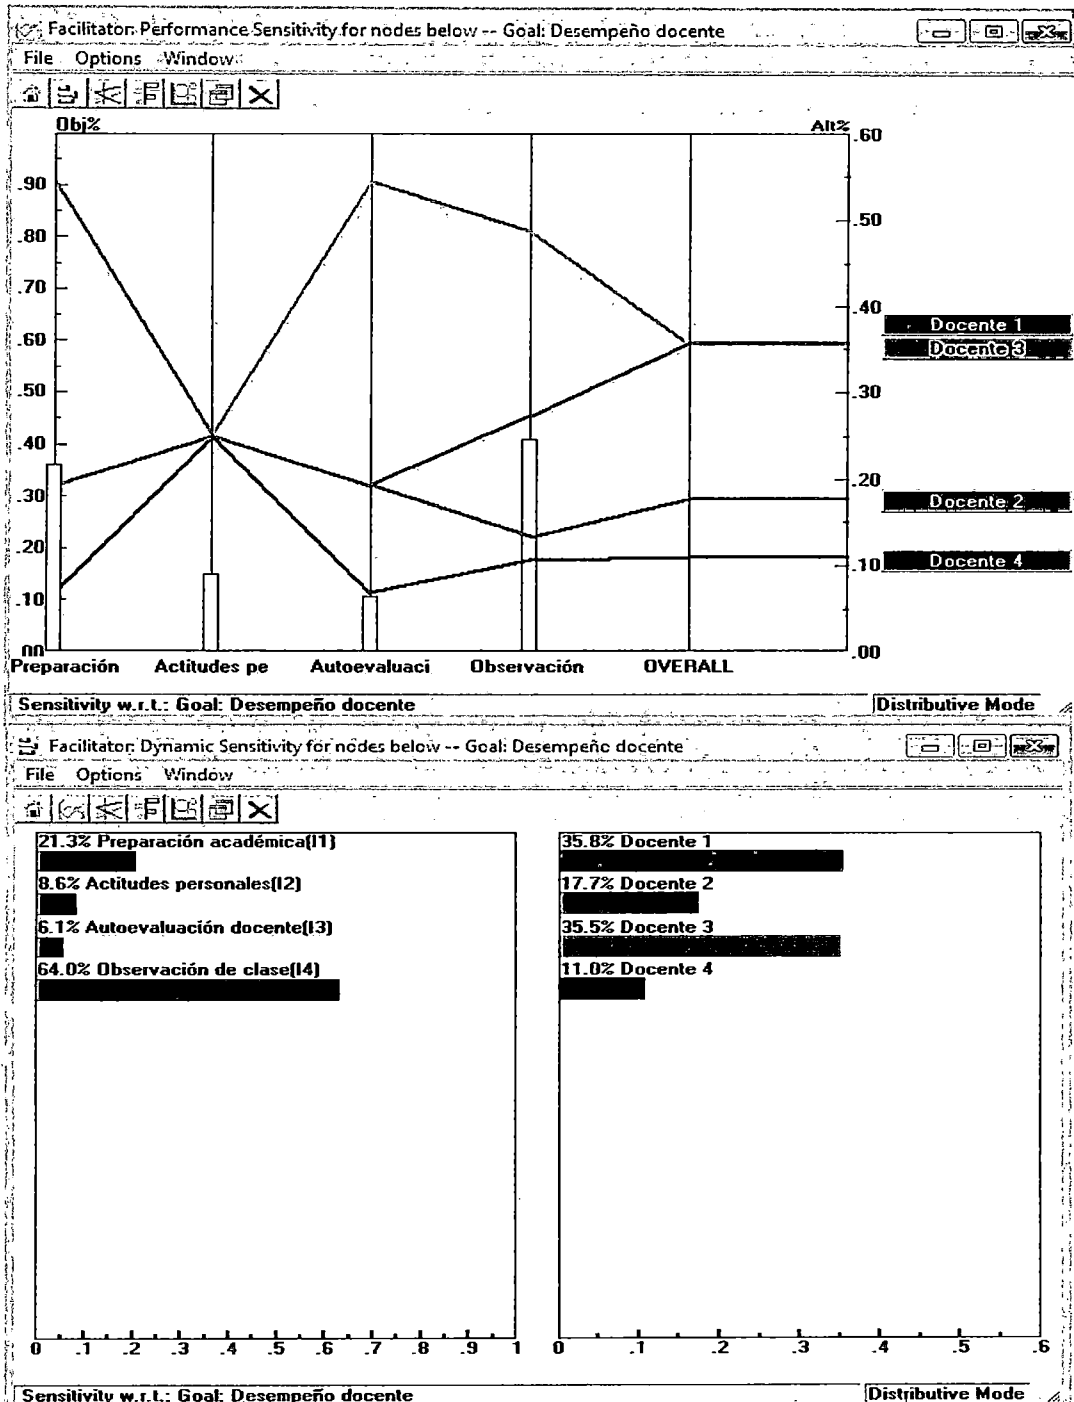 Facilitator: Performance Sensitivity for nodes below -- Goal: Desempeño docente
File Options Window
Obj%
Alt%
.90
.80
.70
.60
.50
.40
.30
.20
.10
.00
.60
.50
.40
.30
.20
.10
.00
Docente 1
Docente 3
Docente 2
Docente 4
Preparación Actitudes pe Autoevaluaci Observación OVERALL
Sensitivity w.r.t.: Goal: Desempeño docente Distributive Mode
Facilitator: Dynamic Sensitivity for nodes below -- Goal: Desempeño docente
File Options Window
21.3% Preparación académica(I1)
8.6% Actitudes personales(I2)
6.1% Autoevaluación docente(I3)
64.0% Observación de clase(I4)
0 .1 .2 .3 .4 .5 .6 .7 .8 .9 1
35.8% Docente 1
17.7% Docente 2
35.5% Docente 3
11.0% Docente 4
0 .1 .2 .3 .4 .5 .6
Sensitivity w.r.t.: Goal: Desempeño docente Distributive Mode